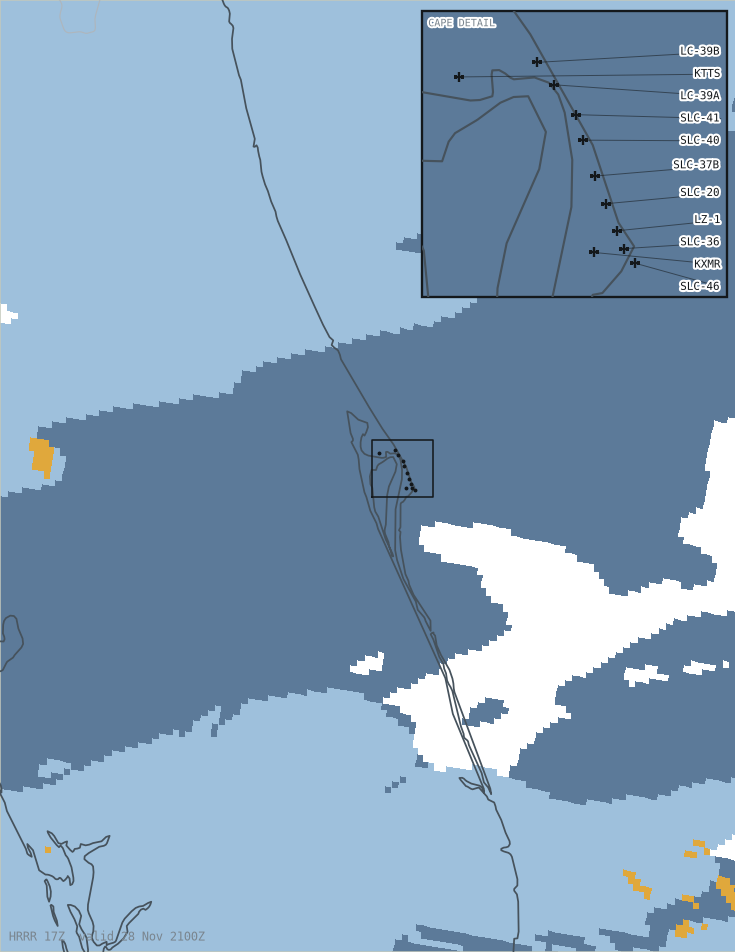 CAPE DETAIL
LC-39B
KTTS
LC-39A
SLC-41
SLC-40
SLC-37B
SLC-20
LZ-1
SLC-36
KXMR
SLC-46
HRRR 17Z, valid 28 Nov 2100Z